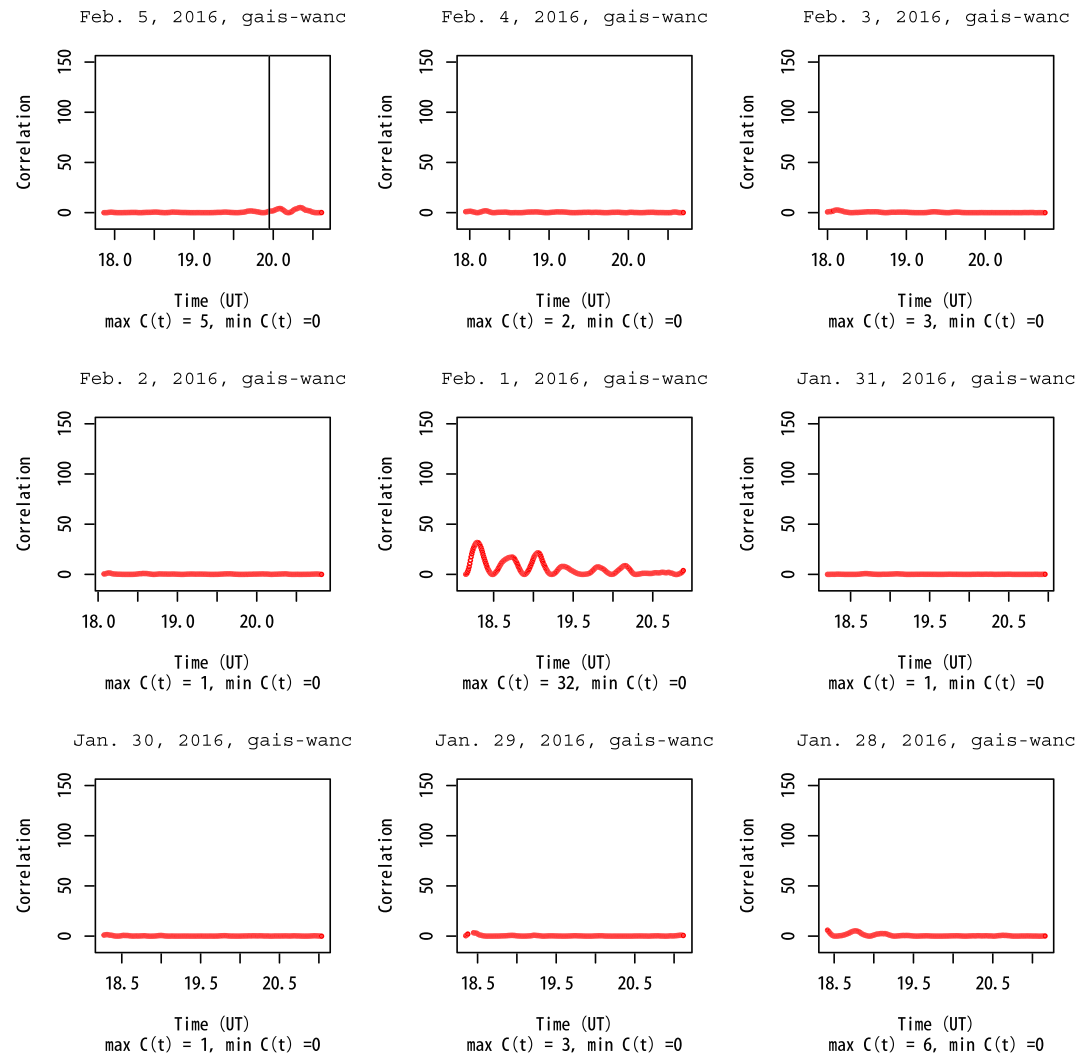 Feb. 5, 2016, gais-wanc
Correlation
0 50 100 150
18.0 19.0 20.0
Time (UT)
max C(t) = 5, min C(t) =0
Feb. 4, 2016, gais-wanc
Correlation
0 50 100 150
18.0 19.0 20.0
Time (UT)
max C(t) = 2, min C(t) =0
Feb. 3, 2016, gais-wanc
Correlation
0 50 100 150
18.0 19.0 20.0
Time (UT)
max C(t) = 3, min C(t) =0
Feb. 2, 2016, gais-wanc
Correlation
0 50 100 150
18.0 19.0 20.0
Time (UT)
max C(t) = 1, min C(t) =0
Feb. 1, 2016, gais-wanc
Correlation
0 50 100 150
18.5 19.5 20.5
Time (UT)
max C(t) = 32, min C(t) =0
Jan. 31, 2016, gais-wanc
Correlation
0 50 100 150
18.5 19.5 20.5
Time (UT)
max C(t) = 1, min C(t) =0
Jan. 30, 2016, gais-wanc
Correlation
0 50 100 150
18.5 19.5 20.5
Time (UT)
max C(t) = 1, min C(t) =0
Jan. 29, 2016, gais-wanc
Correlation
0 50 100 150
18.5 19.5 20.5
Time (UT)
max C(t) = 3, min C(t) =0
Jan. 28, 2016, gais-wanc
Correlation
0 50 100 150
18.5 19.5 20.5
Time (UT)
max C(t) = 6, min C(t) =0